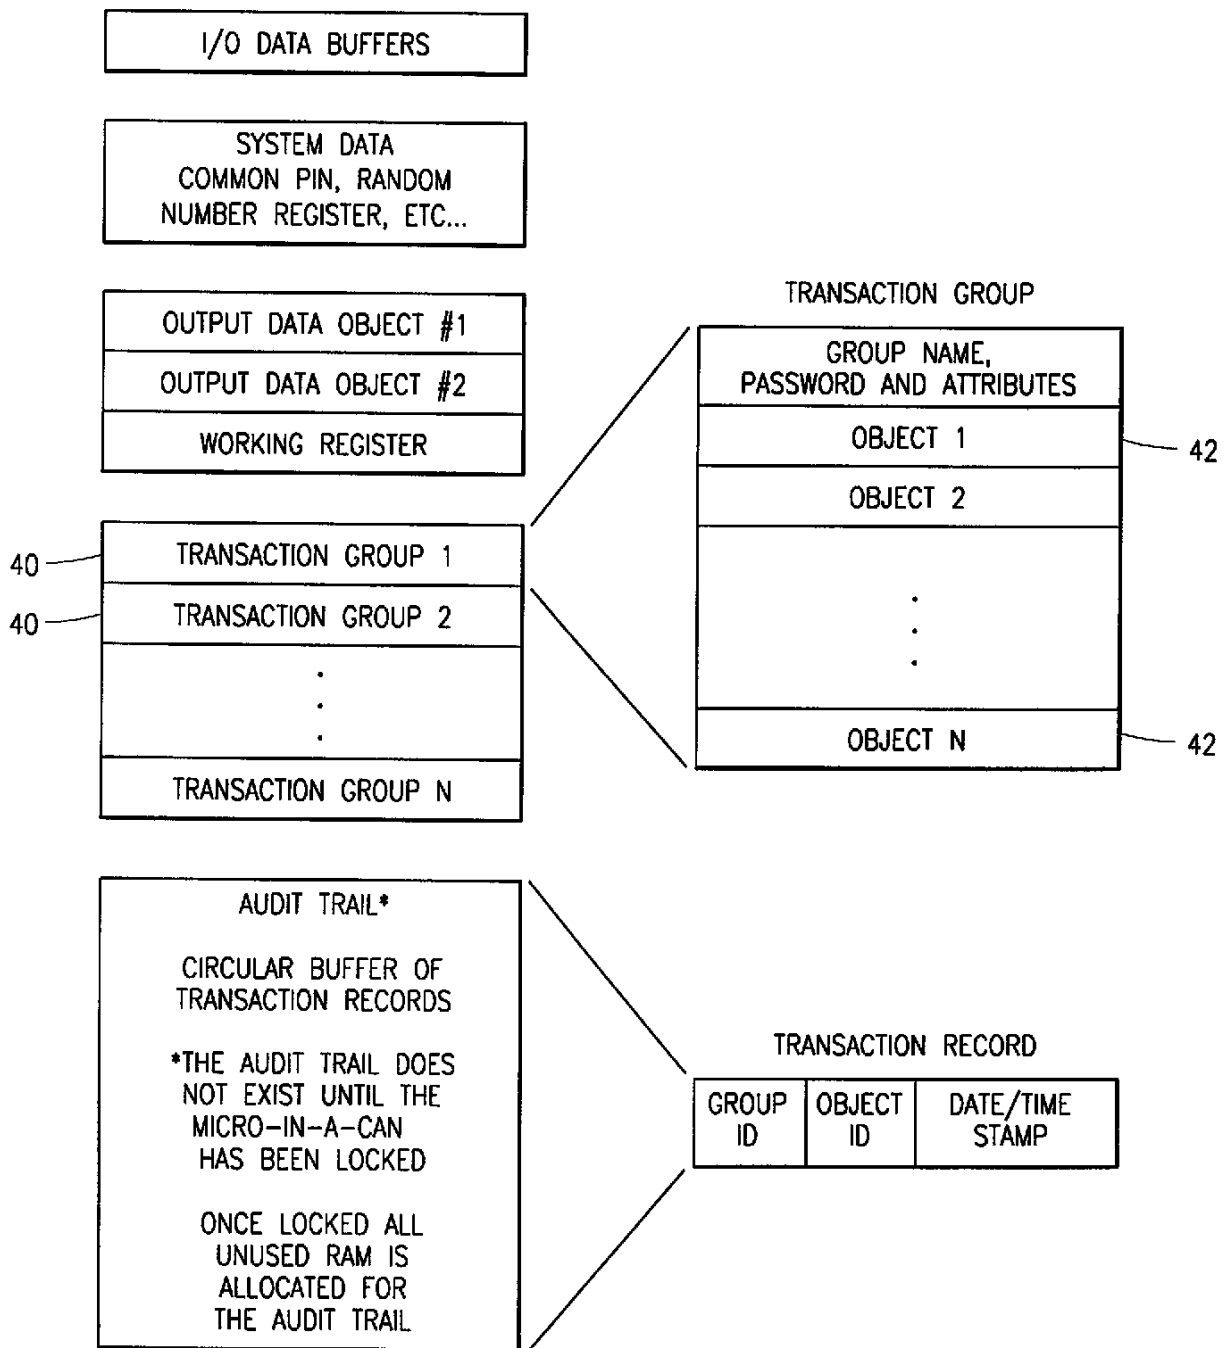 I/O DATA BUFFERS
SYSTEM DATA
COMMON PIN, RANDOM
NUMBER REGISTER, ETC...
OUTPUT DATA OBJECT #1
OUTPUT DATA OBJECT #2
WORKING REGISTER
40
TRANSACTION GROUP 1
40
TRANSACTION GROUP 2
TRANSACTION GROUP N
TRANSACTION GROUP
GROUP NAME,
PASSWORD AND ATTRIBUTES
OBJECT 1
42
OBJECT 2
OBJECT N
42
AUDIT TRAIL*
CIRCULAR BUFFER OF
TRANSACTION RECORDS
*THE AUDIT TRAIL DOES
NOT EXIST UNTIL THE
MICRO-IN-A-CAN
HAS BEEN LOCKED
ONCE LOCKED ALL
UNUSED RAM IS
ALLOCATED FOR
THE AUDIT TRAIL
TRANSACTION RECORD
GROUP
ID
OBJECT
ID
DATE/TIME
STAMP